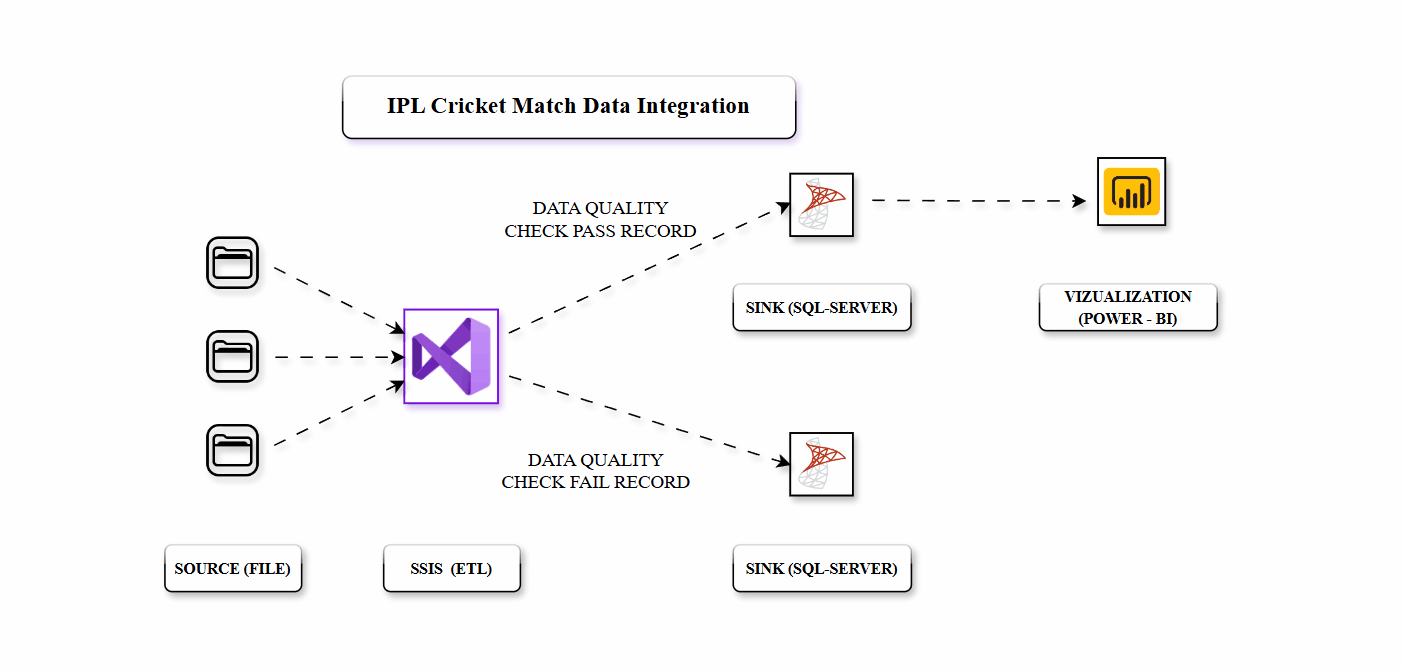 IPL Cricket Match Data Integration
DATA QUALITY
CHECK PASS RECORD
SINK (SQL-SERVER)
VIZUALIZATION
(POWER - BI)
DATA QUALITY
CHECK FAIL RECORD
SOURCE (FILE)
SSIS (ETL)
SINK (SQL-SERVER)